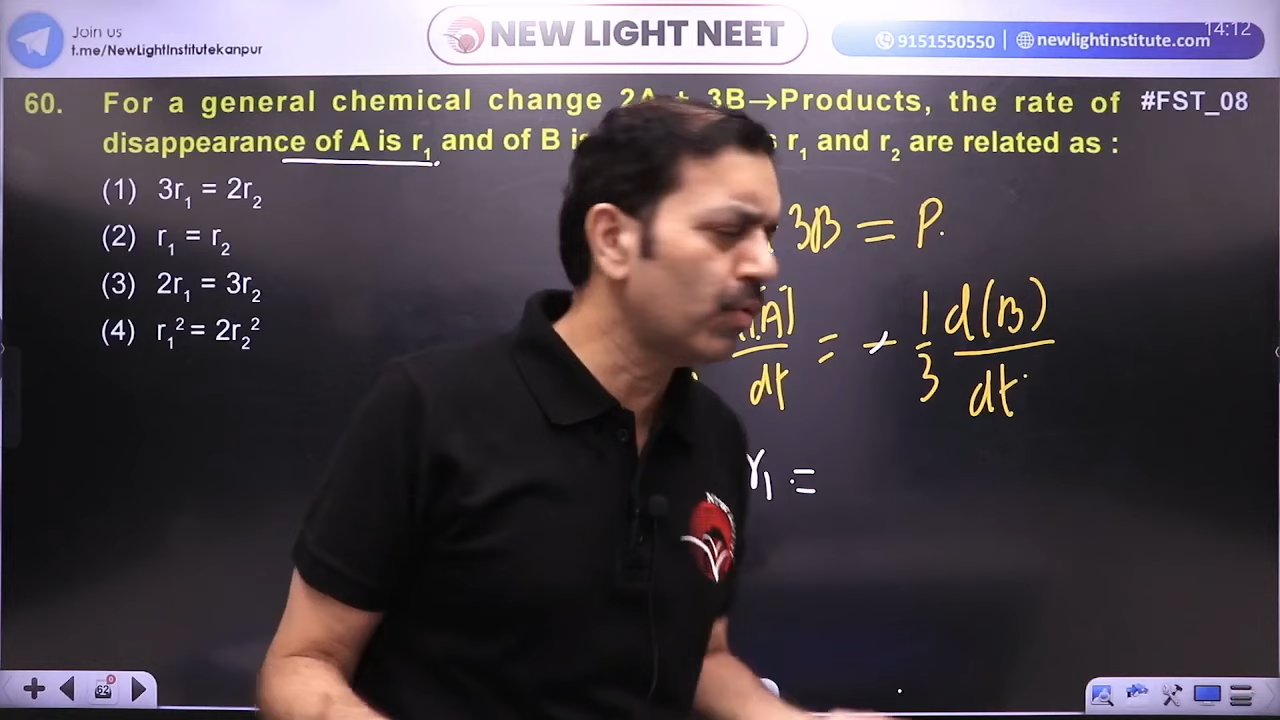 Join us
t.me/NewLightInstitutekanpur
NEW LIGHT NEET
9151550550 | newlightinstitute.com
14:12
60. For a general chemical change 2A + 3B→Products, the rate of #FST_08
disappearance of A is r₁ and of B r₁ and r₂ are related as :
(1) 3r₁ = 2r₂
(2) r₁ = r₂
(3) 2r₁ = 3r₂
(4) r₁² = 2r₂²
3B = P.
[A]/dt = - 1/3 d(B)/dt
r₁ =
62